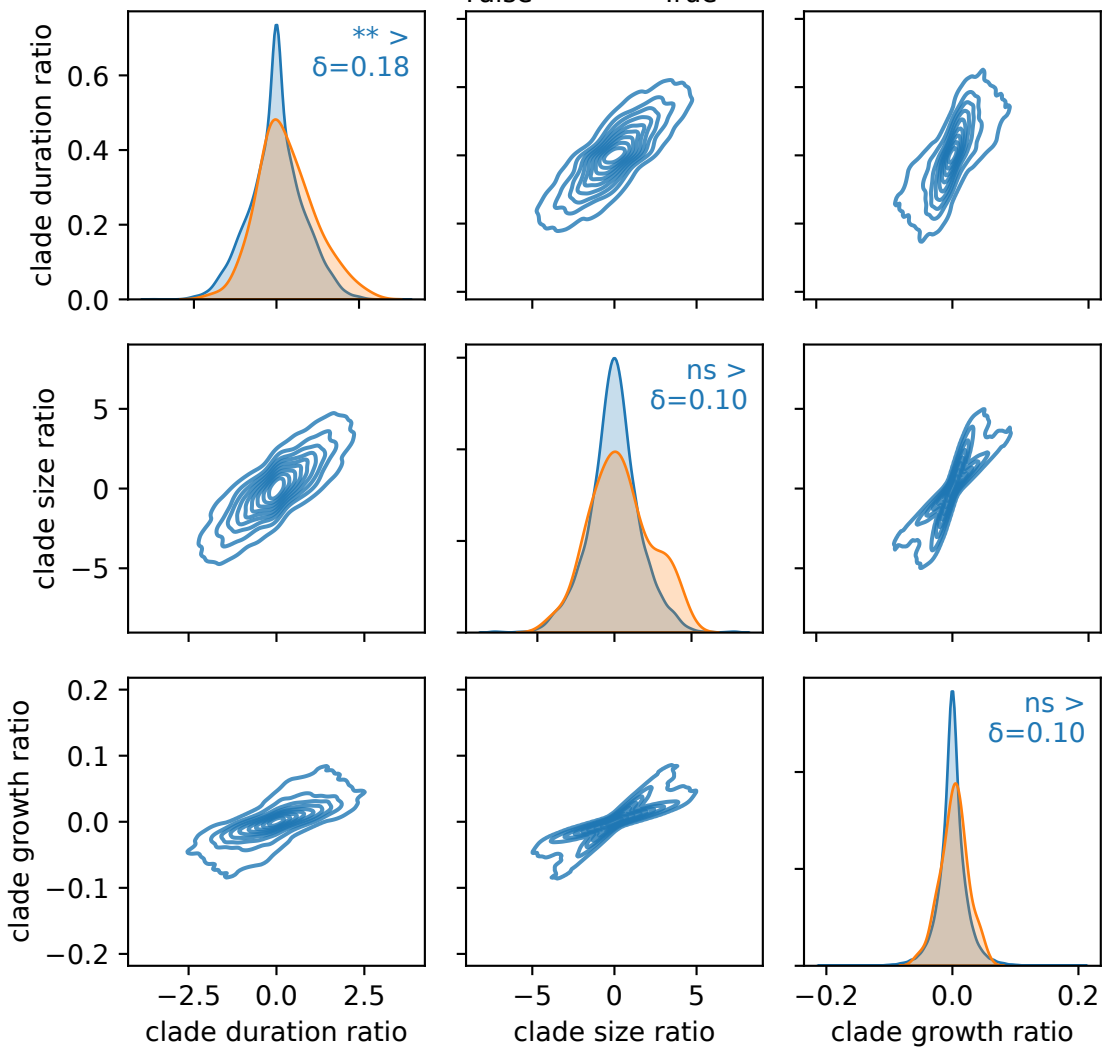 False True
clade duration ratio
0.6
0.4
0.2
0.0
** >
δ=0.18
clade size ratio
5
0
−5
ns >
δ=0.10
clade growth ratio
0.2
0.1
0.0
−0.1
−0.2
ns >
δ=0.10
−2.5 0.0 2.5
−5 0 5
−0.2 0.0 0.2
clade duration ratio
clade size ratio
clade growth ratio